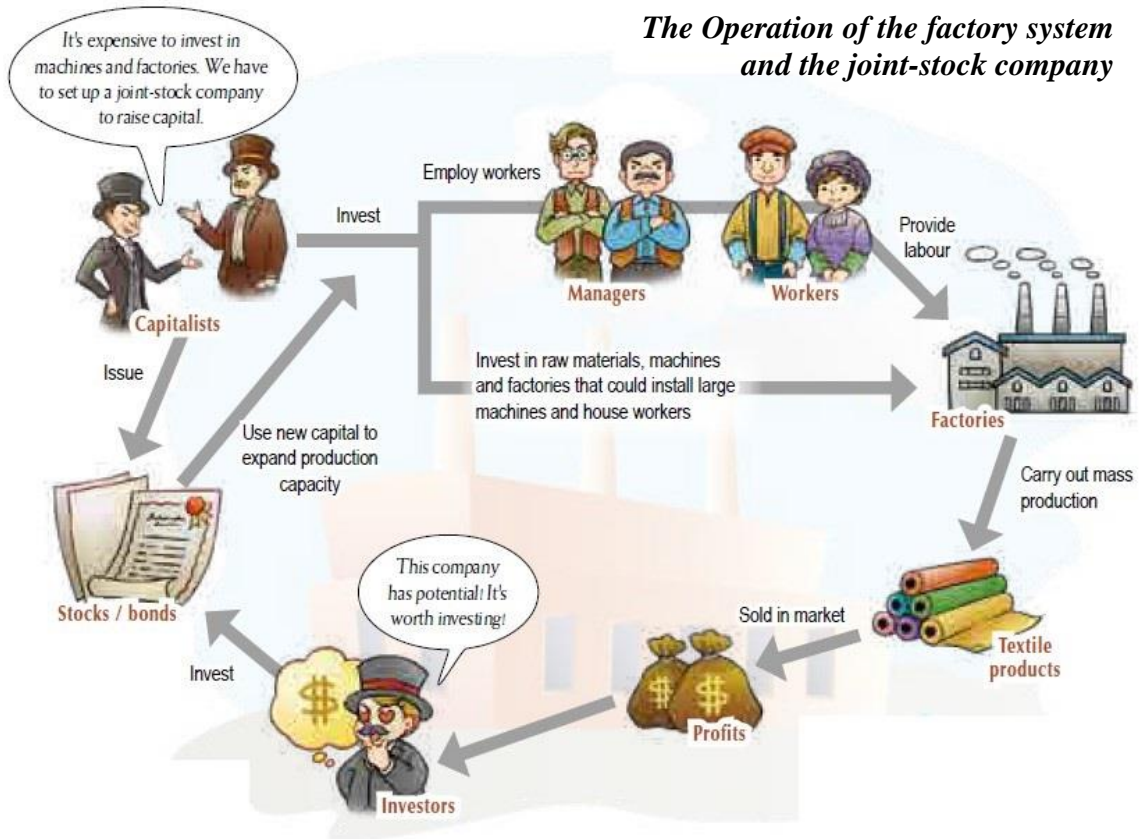 The Operation of the factory system
and the joint-stock company
It's expensive to invest in
machines and factories. We have
to set up a joint-stock company
to raise capital.
Capitalists
Invest
Employ workers
Managers
Workers
Provide
labour
Invest in raw materials, machines
and factories that could install large
machines and house workers
Factories
Issue
Use new capital to
expand production
capacity
Carry out mass
production
Stocks / bonds
This company
has potential! It's
worth investing!
Sold in market
Textile
products
Invest
$
$
$
Profits
Investors